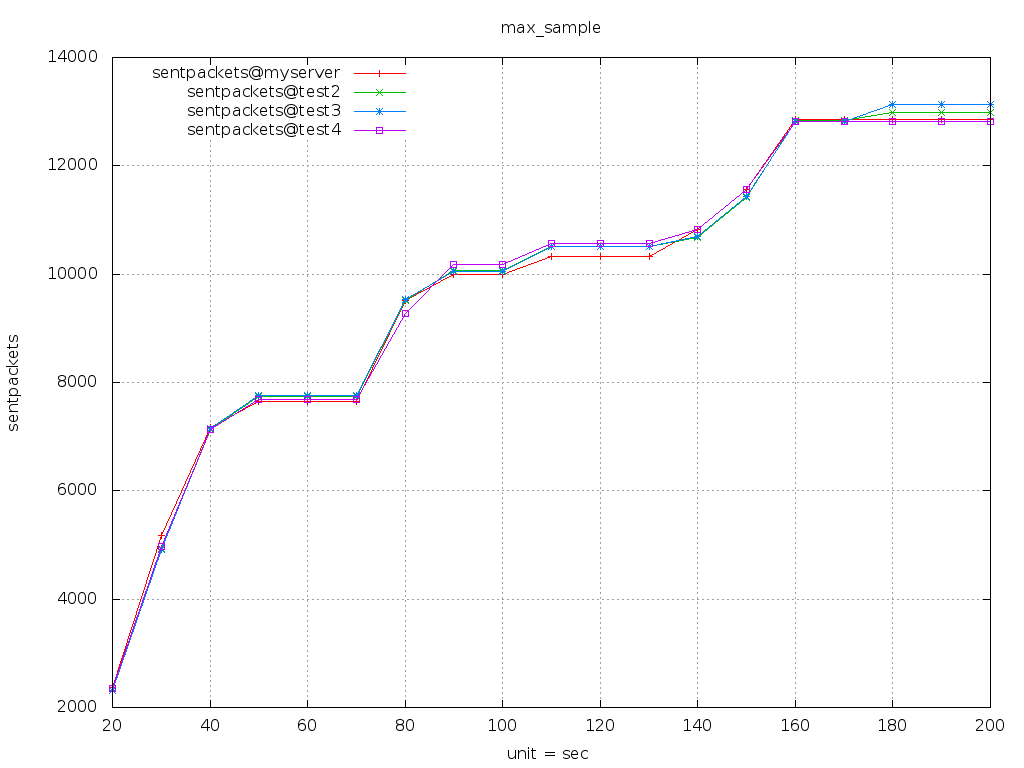 max_sample
14000
12000
10000
8000
6000
4000
2000
sentpackets
sentpackets@myserver
sentpackets@test2
sentpackets@test3
sentpackets@test4
20 40 60 80 100 120 140 160 180 200
unit = sec